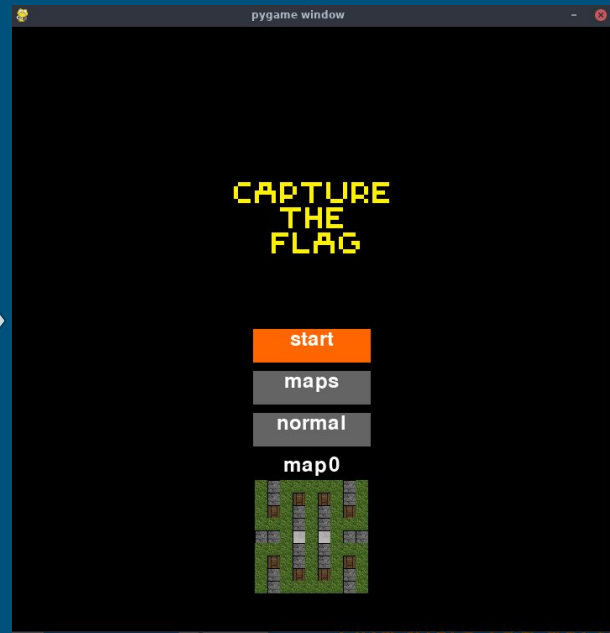 pygame window
CAPTURE
THE
FLAG
start
maps
normal
map0